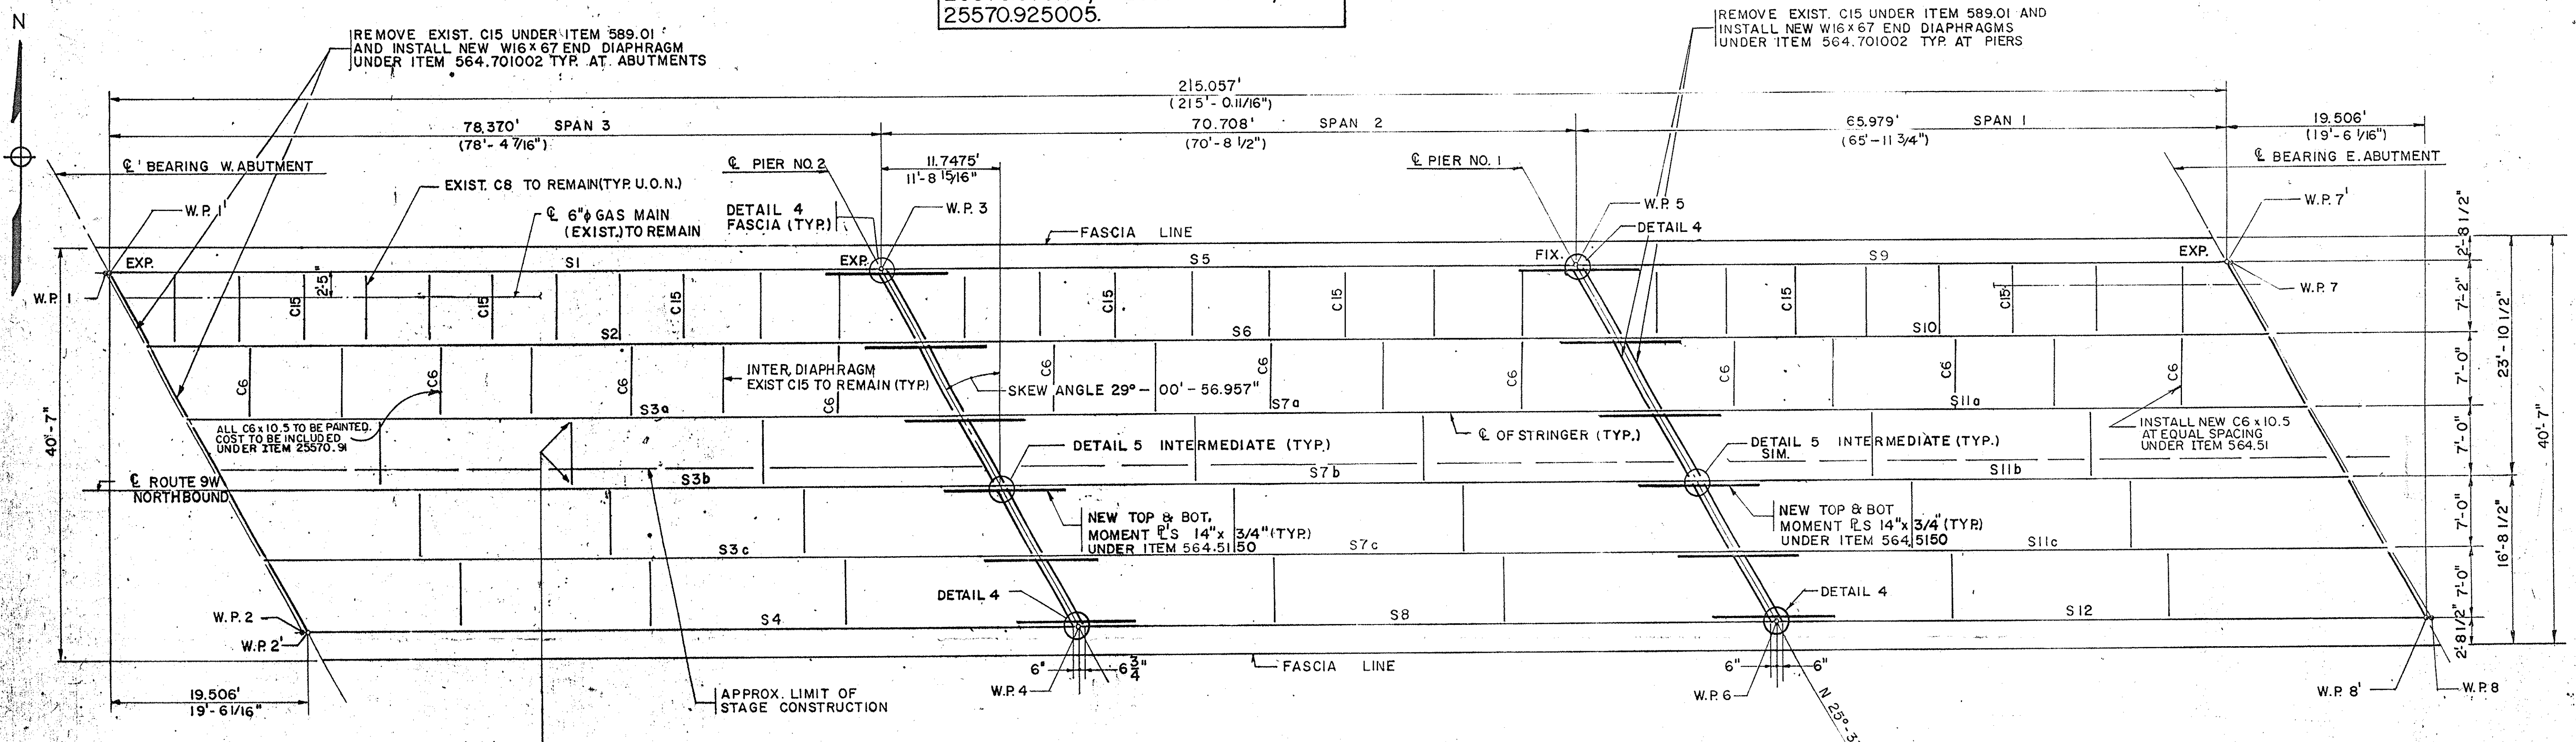 25570.925005.
N
REMOVE EXIST. C15 UNDER ITEM 589.01
AND INSTALL NEW W16x67 END DIAPHRAGM
UNDER ITEM 564.701002 TYP. AT ABUTMENTS
REMOVE EXIST. C15 UNDER ITEM 589.01 AND
INSTALL NEW W16x67 END DIAPHRAGMS
UNDER ITEM 564.701002 TYP. AT PIERS
215.057'
(215'-0.11/16")
78.370' SPAN 3
(78'-4 7/16")
70.708' SPAN 2
(70'-8 1/2")
65.979' SPAN 1
(65'-11 3/4")
19.506'
(19'-6 1/16")
℄ BEARING W. ABUTMENT
EXIST. C8 TO REMAIN (TYP. U.O.N.)
℄ PIER NO. 2
11.7475'
11'-8 15/16"
℄ PIER NO. 1
℄ BEARING E. ABUTMENT
W.P. 1'
℄ 6"φ GAS MAIN
(EXIST.) TO REMAIN
DETAIL 4
FASCIA (TYP.)
W.P. 3
W.P. 5
DETAIL 4
W.P. 7'
FASCIA LINE
2'-8 1/2"
EXP.
S1
EXP.
S5
FIX.
S9
EXP.
W.P. 1
2'-5"
C15
C15
C15
C15
C15
C15
C15
W.P. 7
7'-2"
S2
S6
S10
C6
C6
C6
C6
INTER. DIAPHRAGM
EXIST C15 TO REMAIN (TYP.)
SKEW ANGLE 29° - 00' - 56.957"
C6
C6
C6
C6
C6
C6
7'-0"
23'-10 1/2"
40'-7"
S3a
S7a
S11a
ALL C6 x 10.5 TO BE PAINTED.
COST TO BE INCLUDED
UNDER ITEM 25570.91
DETAIL 5 INTERMEDIATE (TYP.)
℄ OF STRINGER (TYP.)
DETAIL 5 INTERMEDIATE (TYP.)
SIM.
INSTALL NEW C6 x 10.5
AT EQUAL SPACING
UNDER ITEM 564.51
7'-0"
40'-7"
℄ ROUTE 9W
NORTHBOUND
S3b
S7b
S11b
NEW TOP & BOT.
MOMENT ℙL'S 14"x 3/4" (TYP.)
UNDER ITEM 564.5150
NEW TOP & BOT
MOMENT ℙLS 14"x 3/4" (TYP.)
UNDER ITEM 564.5150
7'-0"
16'-8 1/2"
S3c
S7c
S11c
7'-0"
DETAIL 4
DETAIL 4
W.P. 2
S4
S8
S12
W.P. 2'
2'-8 1/2"
6"
6 3/4"
FASCIA LINE
6"
6"
19.506'
19'-6 1/16"
APPROX. LIMIT OF
STAGE CONSTRUCTION
W.P. 4
W.P. 6
W.P. 8'
W.P. 8
N 25°-3